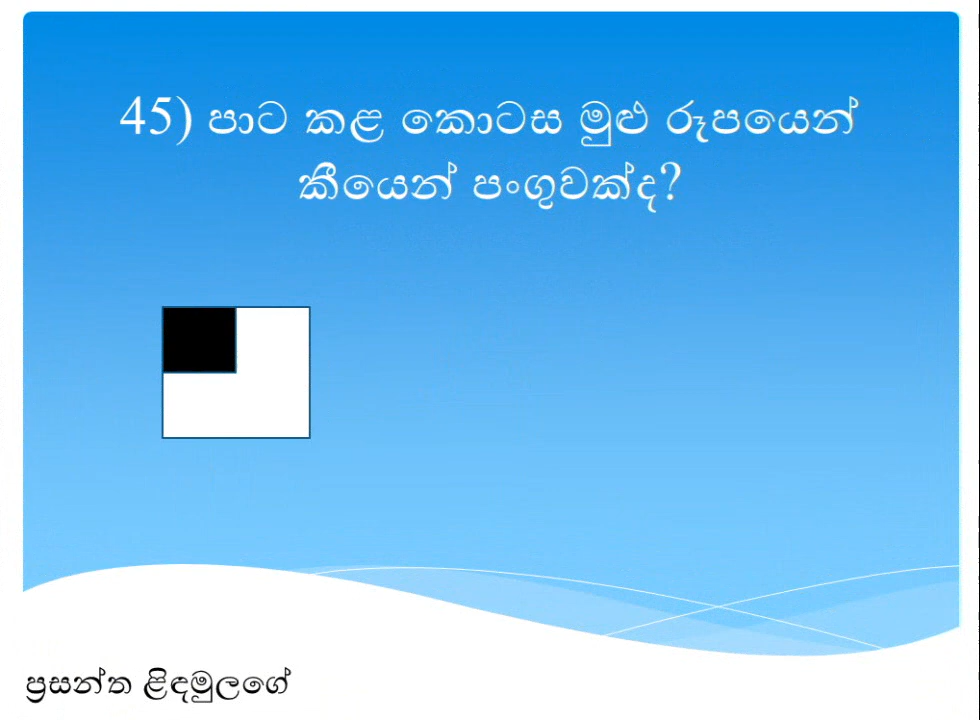 45) පාට කළ කොටස මුළු රූපයෙන්
කීයෙන් පංගුවක්ද?
ප්‍රසන්ත ළිඳමුලගේ